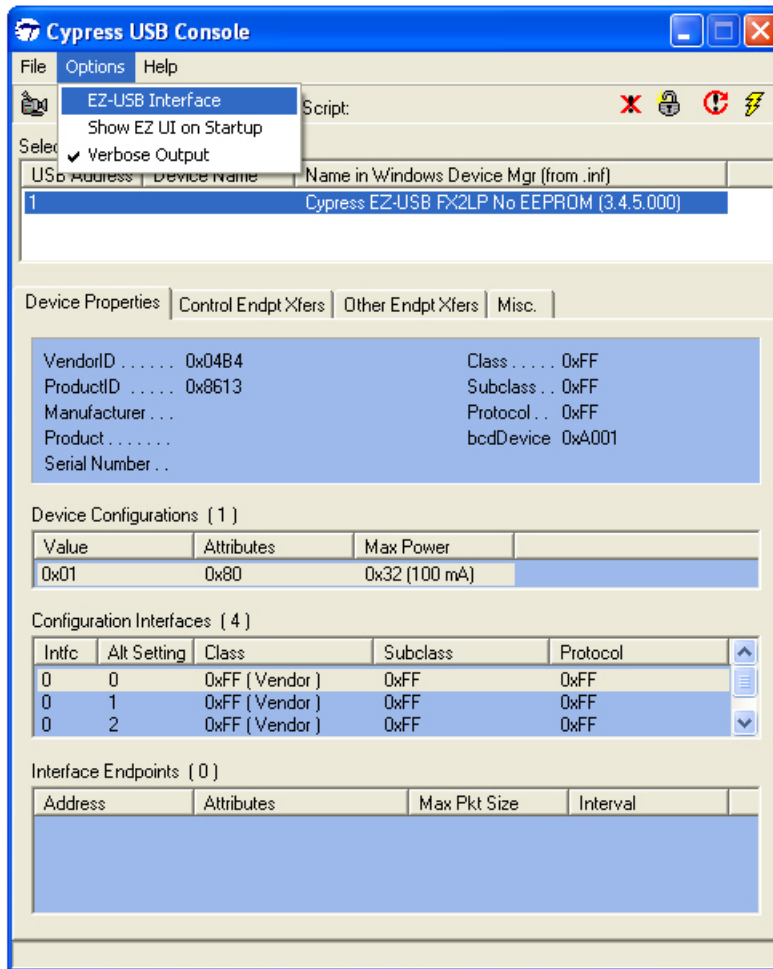 Cypress USB Console
File Options Help
EZ-USB Interface
Show EZ UI on Startup
Verbose Output
Script:
Selec
USB Address Device Name Name in Windows Device Mgr (from .inf)
1 Cypress EZ-USB FX2LP No EEPROM (3.4.5.000)
Device Properties Control Endpt Xfers Other Endpt Xfers Misc.
VendorID . . . . . . 0x04B4 Class . . . . . 0xFF
ProductID . . . . . 0x8613 Subclass . . 0xFF
Manufacturer . . . Protocol . . 0xFF
Product . . . . . . . bcdDevice 0xA001
Serial Number . .
Device Configurations ( 1 )
Value Attributes Max Power
0x01 0x80 0x32 (100 mA)
Configuration Interfaces ( 4 )
Intfc Alt Setting Class Subclass Protocol
0 0 0xFF ( Vendor ) 0xFF 0xFF
0 1 0xFF ( Vendor ) 0xFF 0xFF
0 2 0xFF ( Vendor ) 0xFF 0xFF
Interface Endpoints ( 0 )
Address Attributes Max Pkt Size Interval